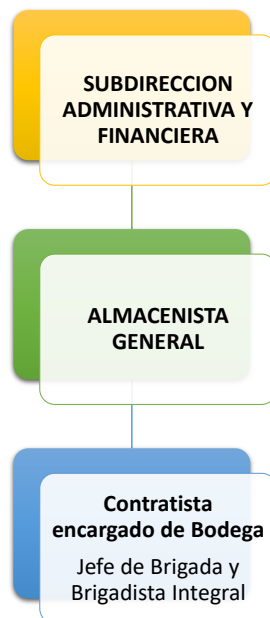 SUBDIRECCION
ADMINISTRATIVA Y
FINANCIERA
ALMACENISTA
GENERAL
Contratista
encargado de Bodega
Jefe de Brigada y
Brigadista Integral